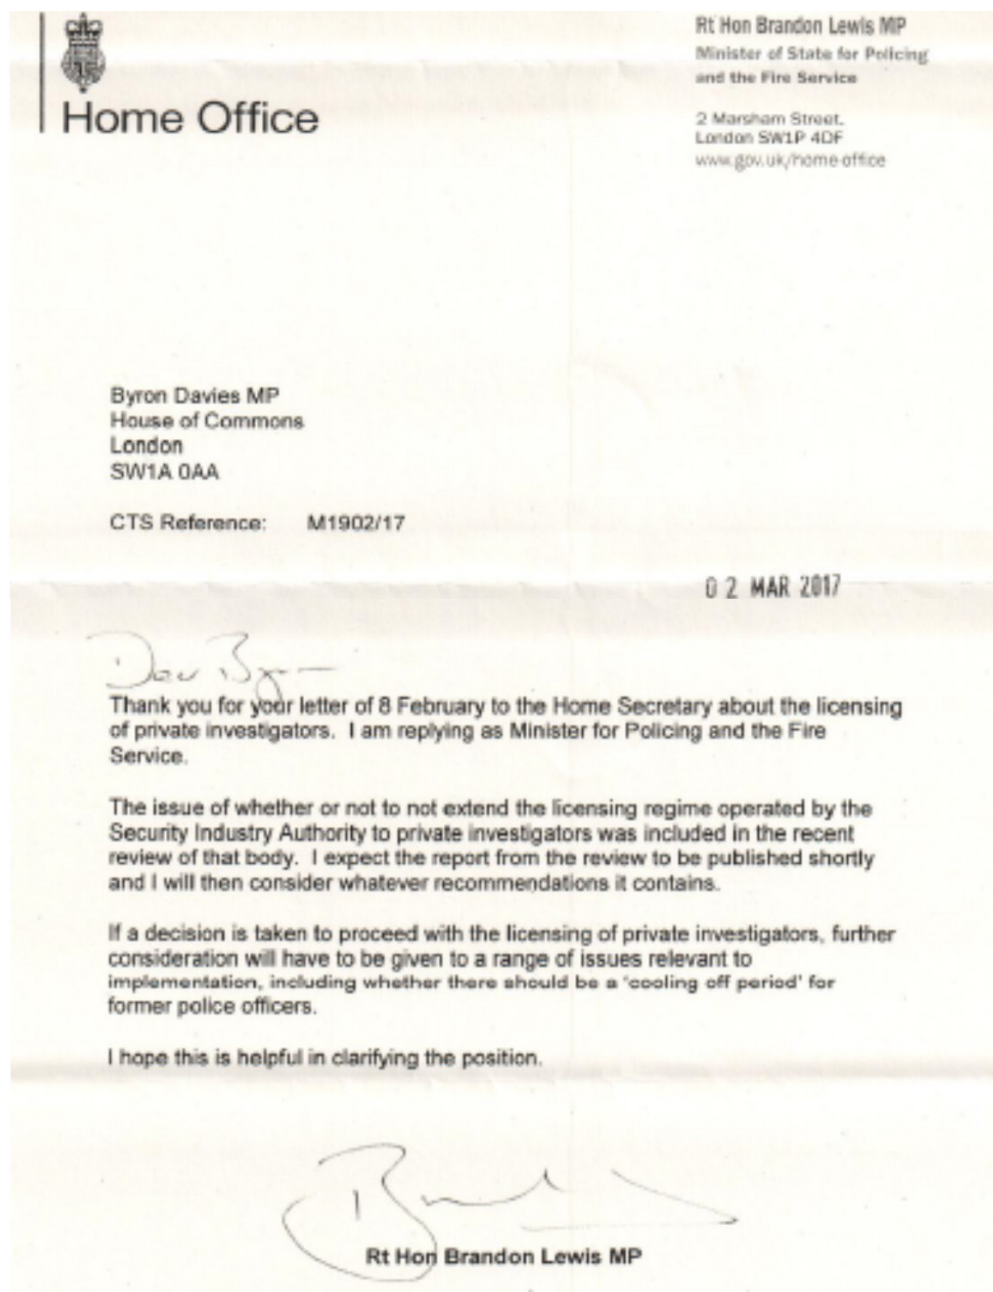 Home Office
Rt Hon Brandon Lewis MP
Minister of State for Policing
and the Fire Service
2 Marsham Street,
London SW1P 4DF
www.gov.uk/home-office
Byron Davies MP
House of Commons
London
SW1A 0AA
CTS Reference: M1902/17
02 MAR 2017
Dear Byron
Thank you for your letter of 8 February to the Home Secretary about the licensing
of private investigators. I am replying as Minister for Policing and the Fire
Service.
The issue of whether or not to not extend the licensing regime operated by the
Security Industry Authority to private investigators was included in the recent
review of that body. I expect the report from the review to be published shortly
and I will then consider whatever recommendations it contains.
If a decision is taken to proceed with the licensing of private investigators, further
consideration will have to be given to a range of issues relevant to
implementation, including whether there should be a 'cooling off period' for
former police officers.
I hope this is helpful in clarifying the position.
Rt Hon Brandon Lewis MP